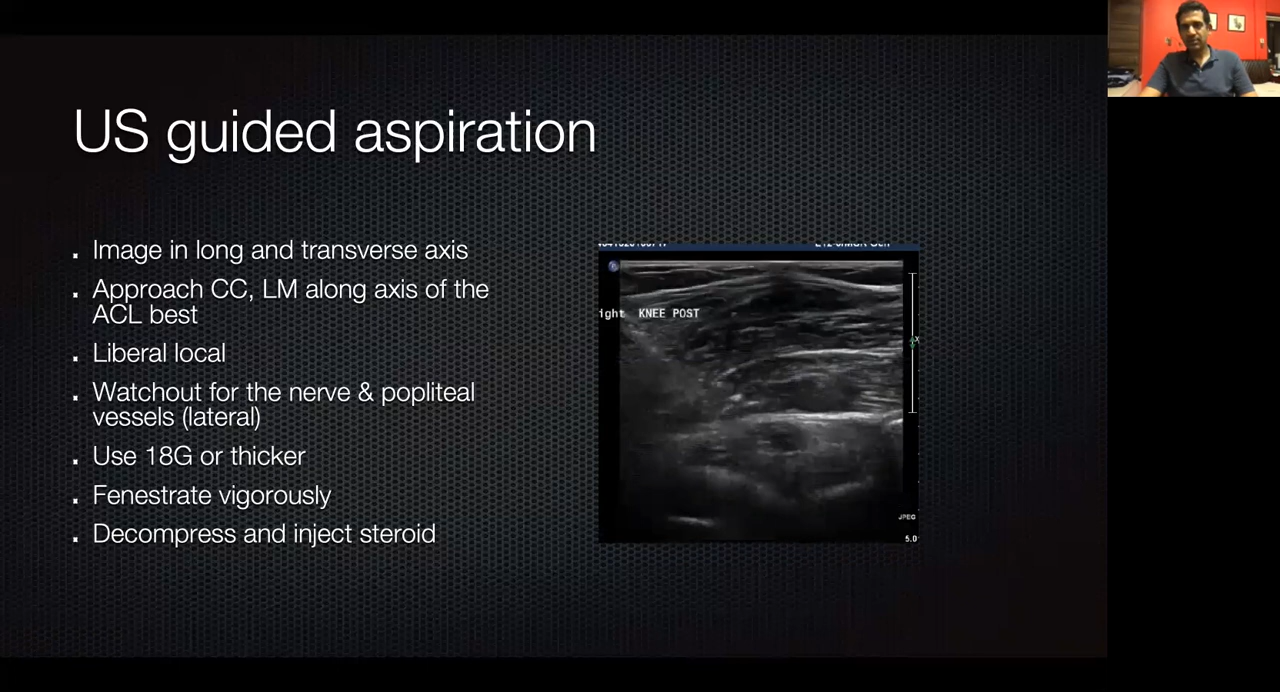 US guided aspiration
. Image in long and transverse axis
. Approach CC, LM along axis of the
ACL best
. Liberal local
. Watchout for the nerve & popliteal
vessels (lateral)
. Use 18G or thicker
. Fenestrate vigorously
. Decompress and inject steroid
ight KNEE POST
x
JPEG
5.0